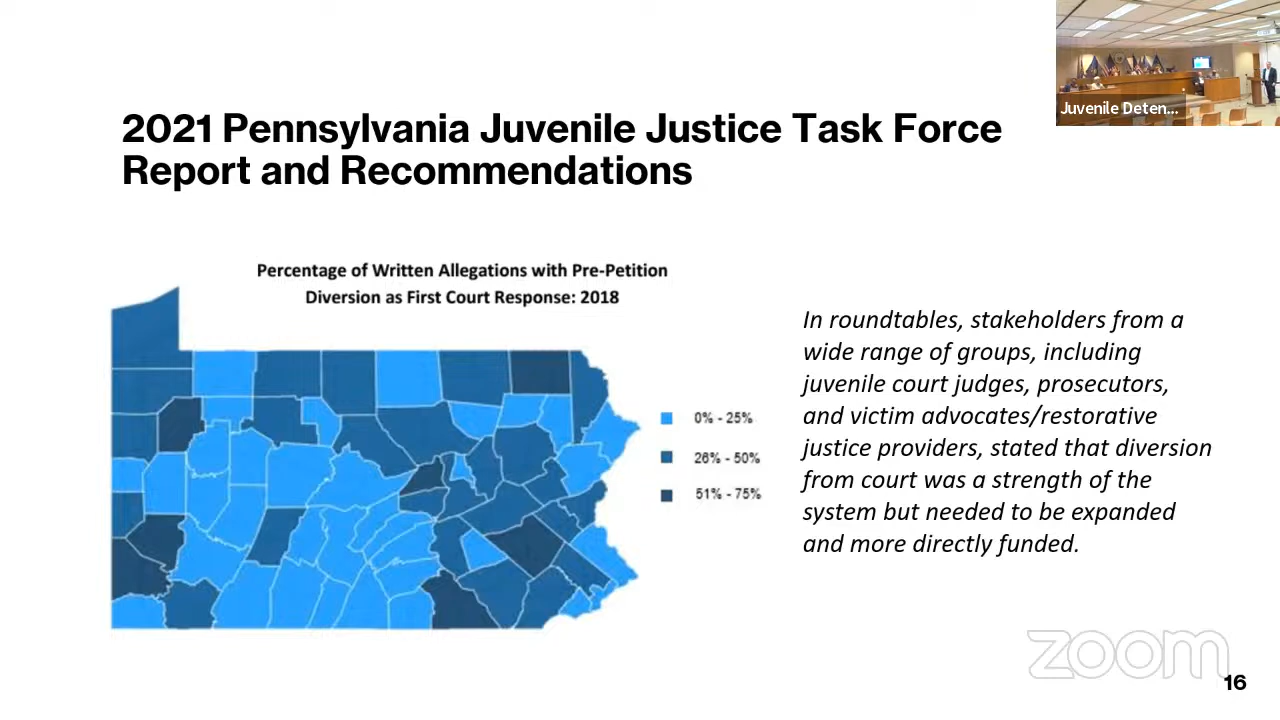 Juvenile Deten...
2021 Pennsylvania Juvenile Justice Task Force
Report and Recommendations
Percentage of Written Allegations with Pre-Petition
Diversion as First Court Response: 2018
0% - 25%
26% - 50%
51% - 75%
In roundtables, stakeholders from a
wide range of groups, including
juvenile court judges, prosecutors,
and victim advocates/restorative
justice providers, stated that diversion
from court was a strength of the
system but needed to be expanded
and more directly funded.
zoom
16